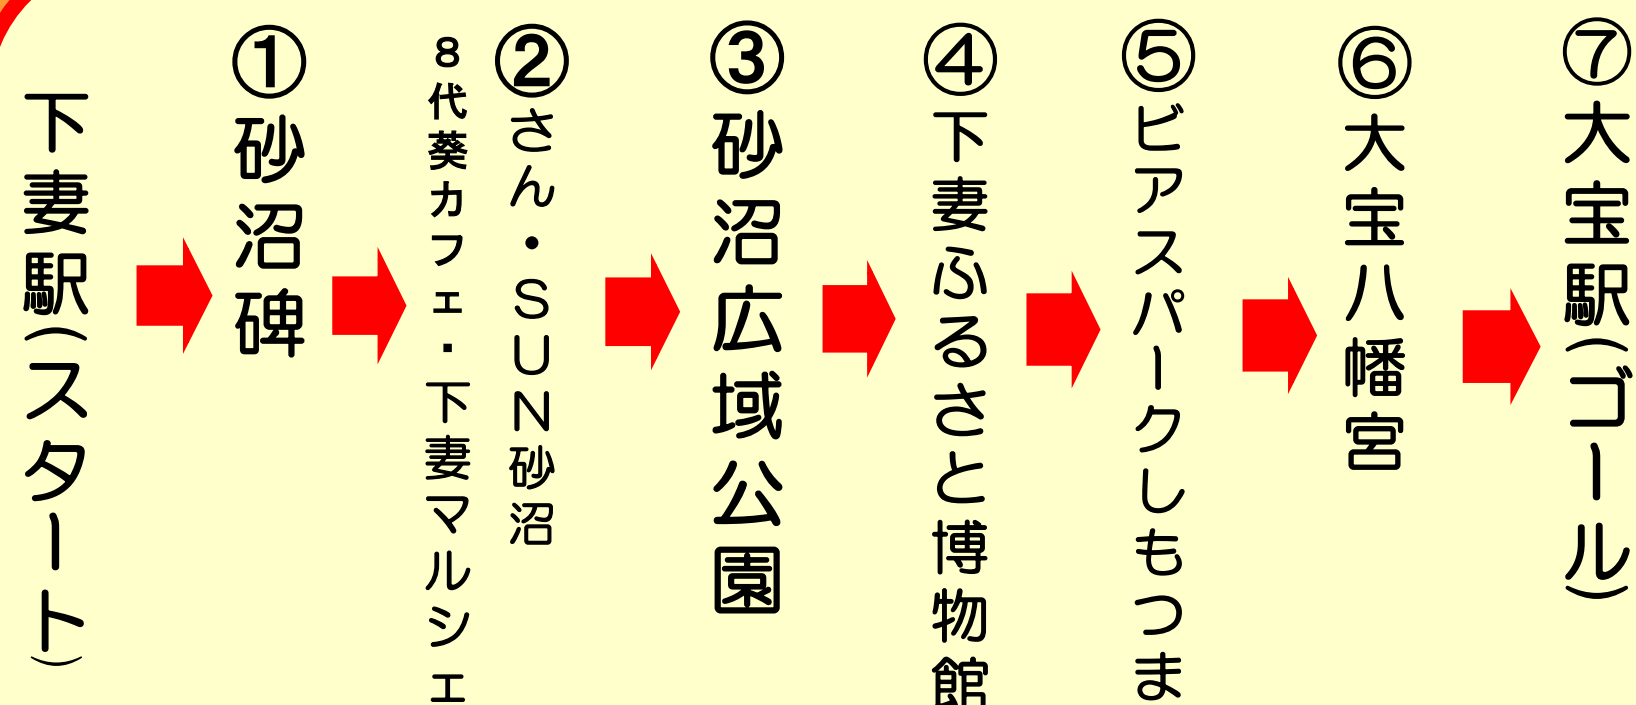 下妻駅(スタート)
①砂沼碑
②さん・SUN砂沼
8代葵カフェ・下妻マルシェ
③砂沼広域公園
④下妻ふるさと博物館
⑤ビアスパークしもつま
⑥大宝八幡宮
⑦大宝駅(ゴール)